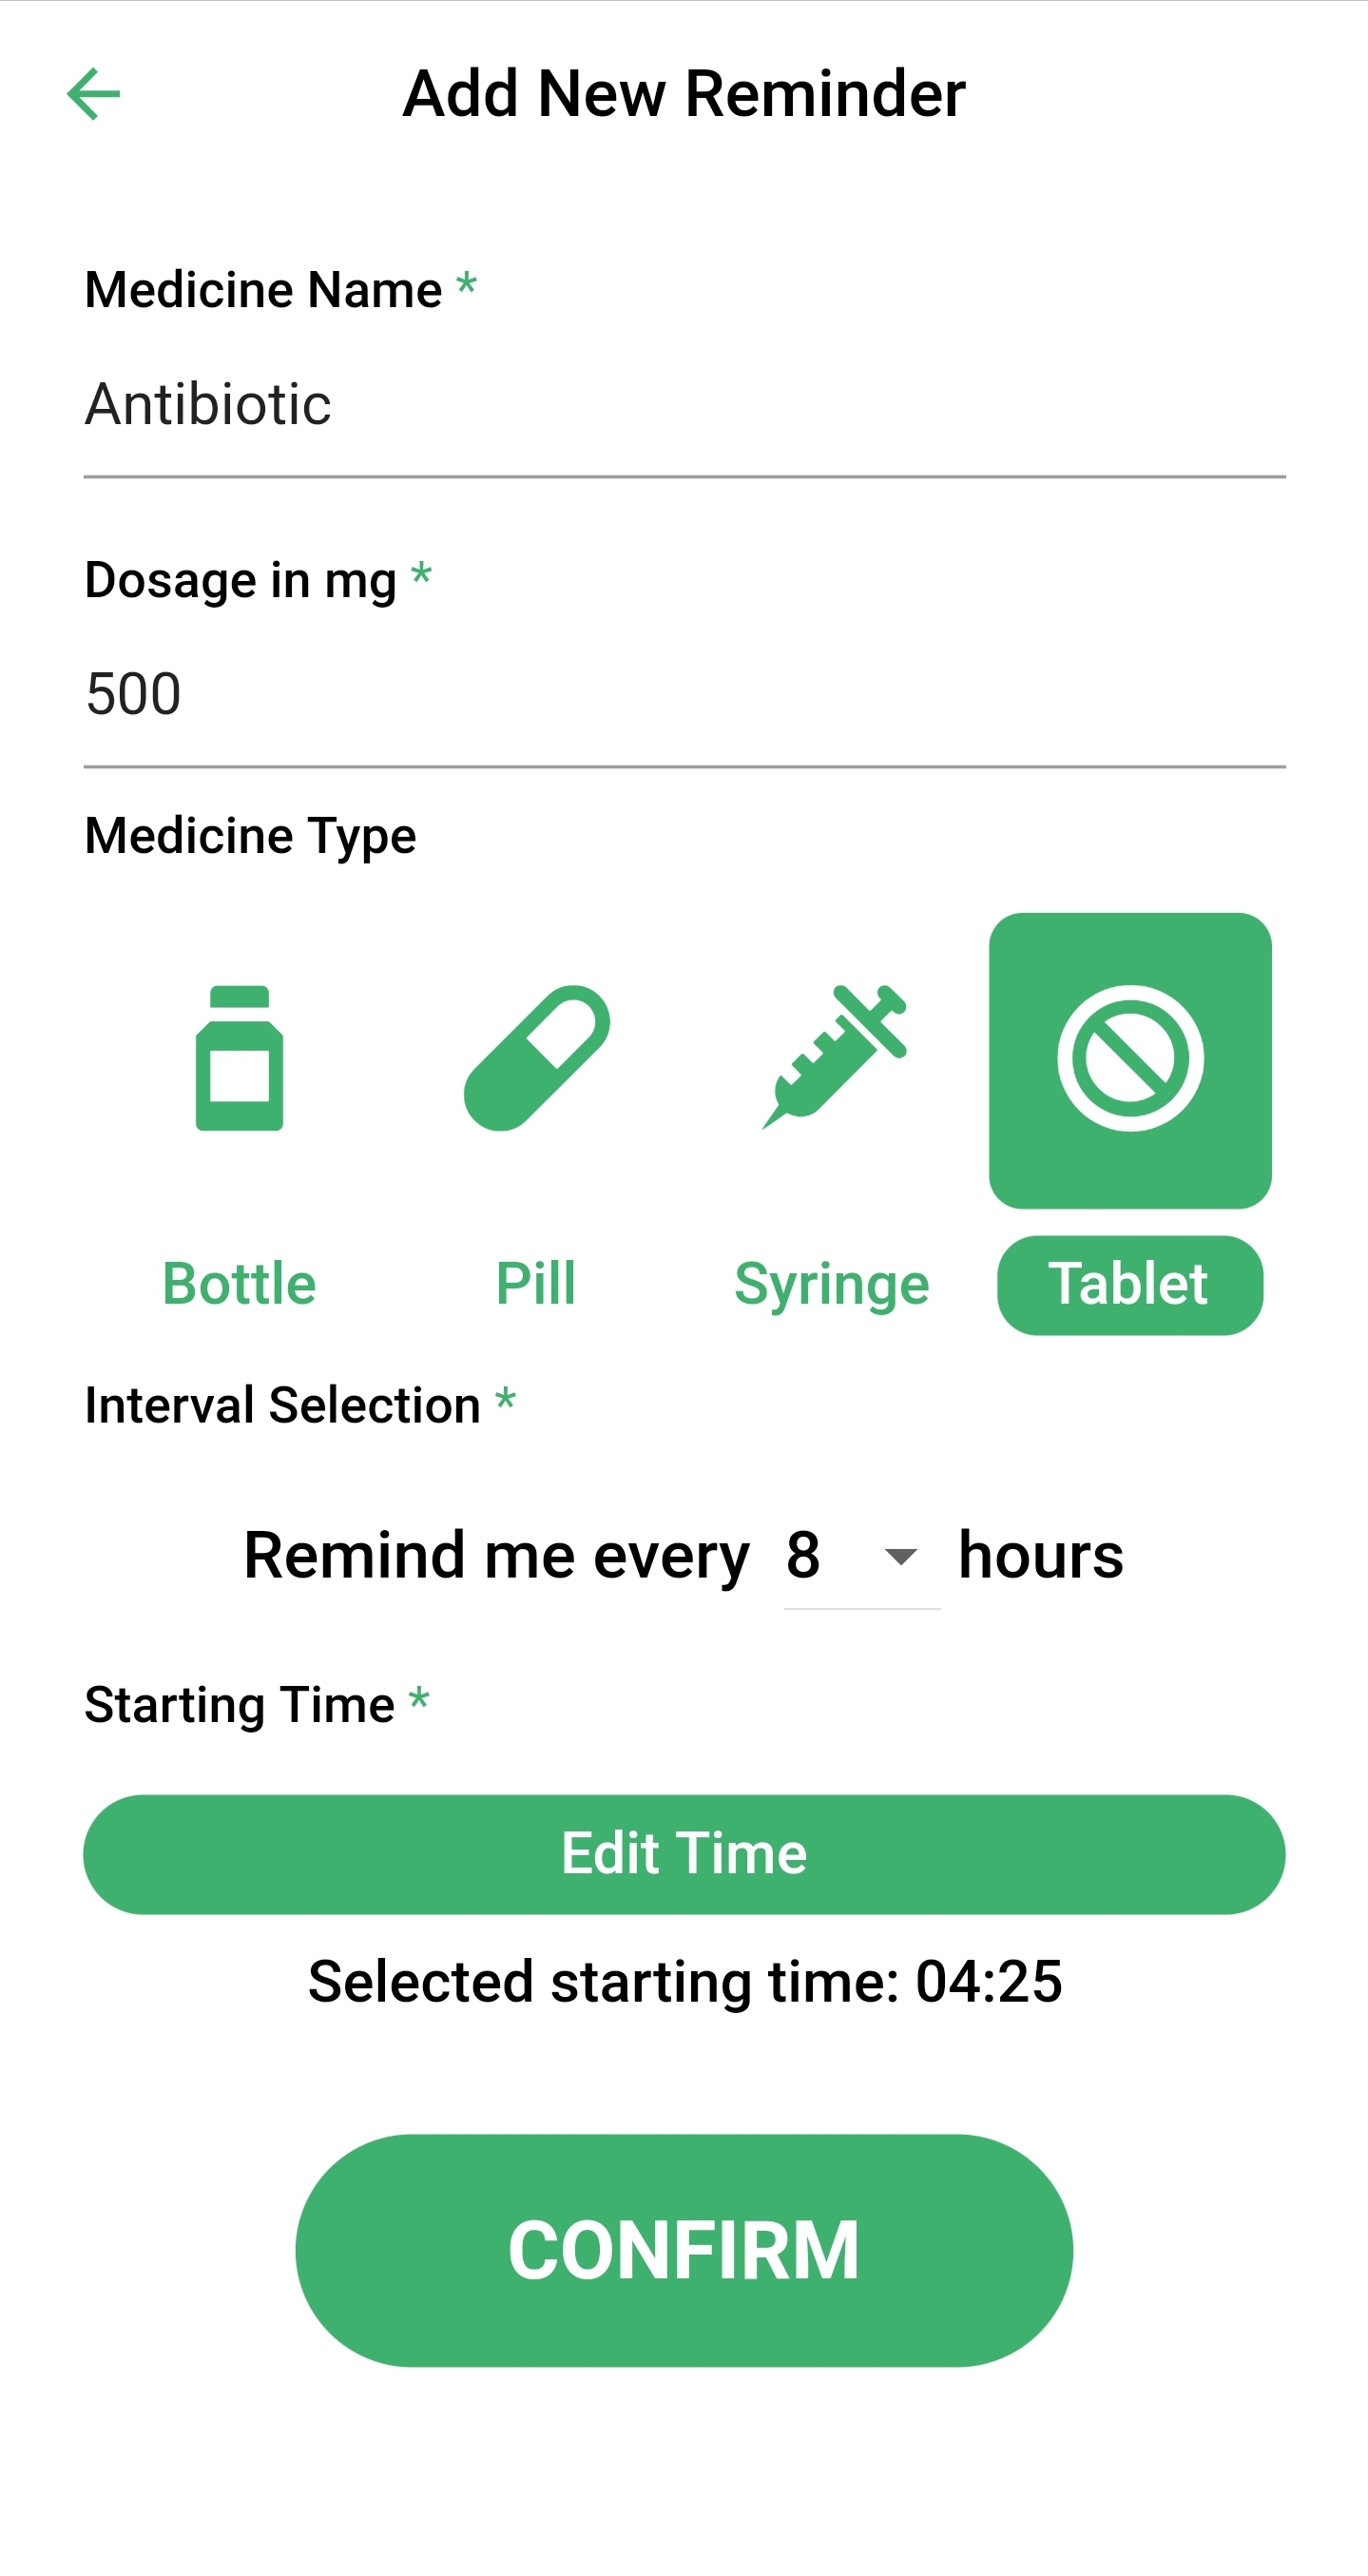 Add New Reminder
Medicine Name *
Antibiotic
Dosage in mg *
500
Medicine Type
Bottle Pill Syringe Tablet
Interval Selection *
Remind me every 8 hours
Starting Time *
Edit Time
Selected starting time: 04:25
CONFIRM